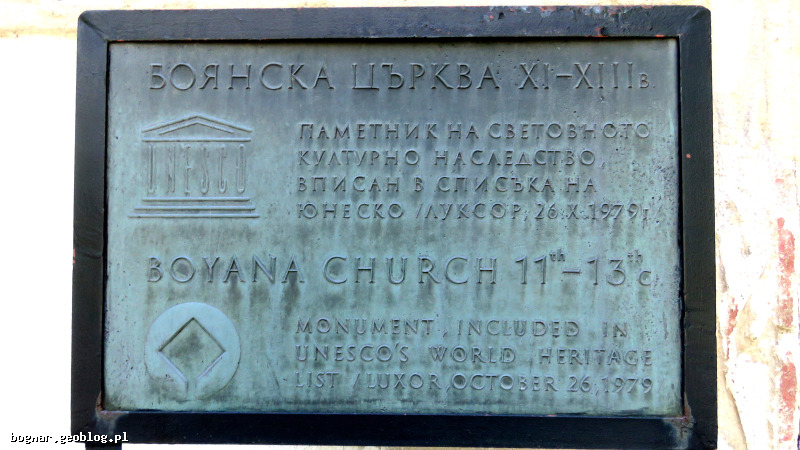 БОЯНСКА ЦЪРКВА XI-XIII в.
UNESCO
ПАМЕТНИК НА СВЕТОВНОТО
КУЛТУРНО НАСЛЕДСТВО,
ВПИСАН В СПИСЪКА НА
ЮНЕСКО /ЛУКСОР, 26.X.1979 г.
BOYANA CHURCH 11th-13th c.
MONUMENT, INCLUDED IN
UNESCO'S WORLD HERITAGE
LIST /LUXOR, OCTOBER 26, 1979
bognar.geoblog.pl